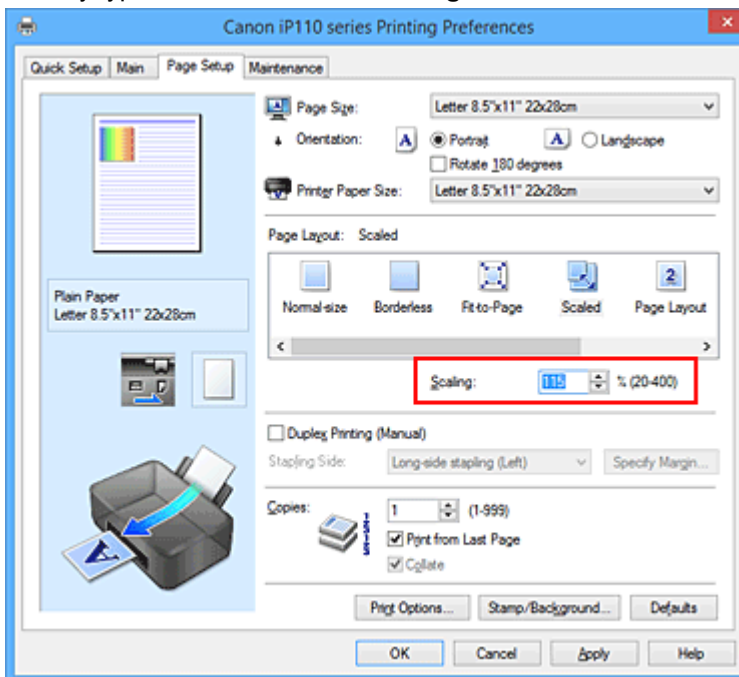 Canon iP110 series Printing Preferences
Quick Setup Main Page Setup Maintenance
Page Size: Letter 8.5"x11" 22x28cm
Orientation: A Portrait A Landscape
Rotate 180 degrees
Printer Paper Size: Letter 8.5"x11" 22x28cm
Page Layout: Scaled
Normal-size Borderless Fit-to-Page Scaled 2 Page Layout
Plain Paper
Letter 8.5"x11" 22x28cm
Scaling: 115 % (20-400)
Duplex Printing (Manual)
Stapling Side: Long-side stapling (Left) Specify Margin...
Copies: 1 (1-999)
Print from Last Page
Collate
A
Print Options... Stamp/Background... Defaults
OK Cancel Apply Help